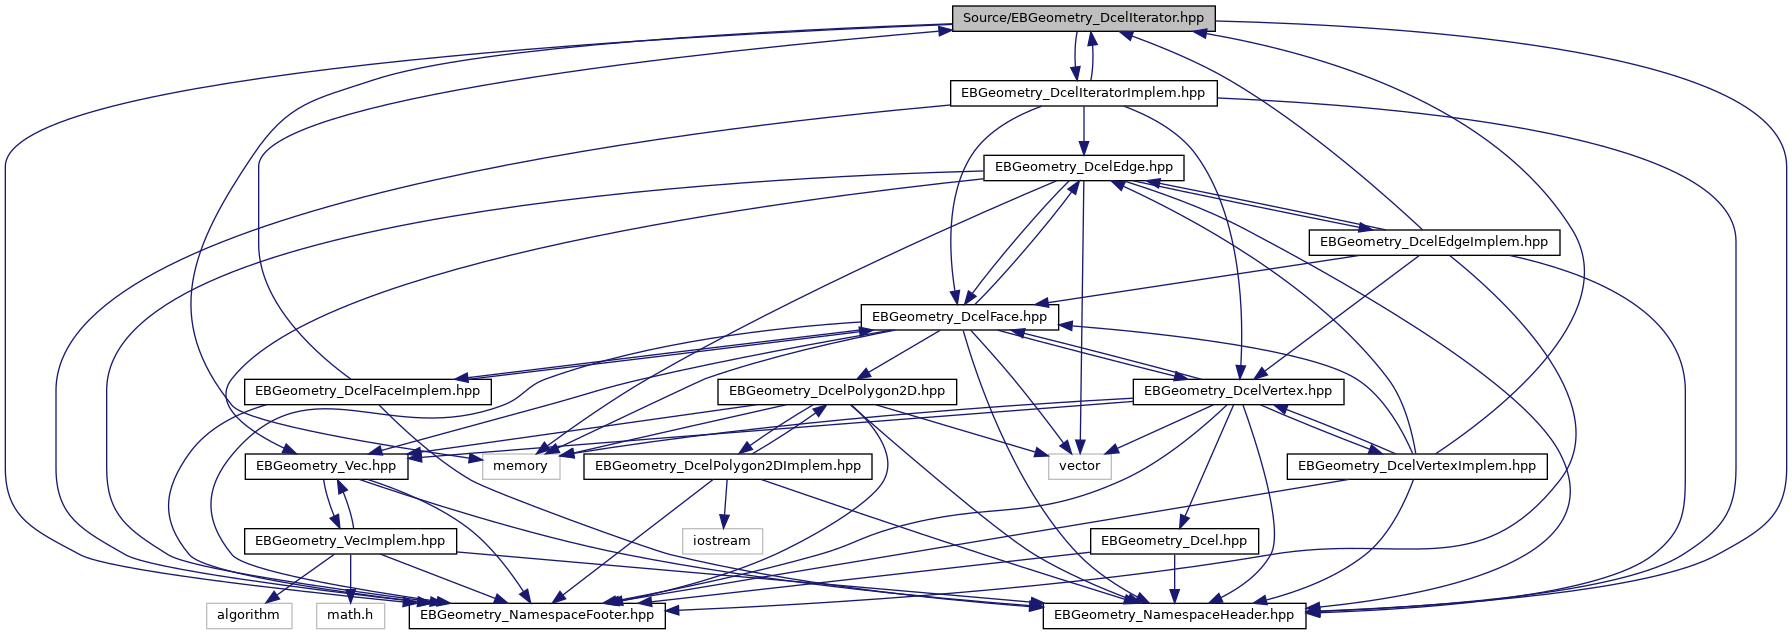 Source/EBGeometry_DcelIterator.hpp
EBGeometry_DcelIteratorImplem.hpp
EBGeometry_DcelEdge.hpp
EBGeometry_DcelEdgeImplem.hpp
EBGeometry_DcelFace.hpp
EBGeometry_DcelFaceImplem.hpp
EBGeometry_DcelPolygon2D.hpp
EBGeometry_DcelVertex.hpp
EBGeometry_Vec.hpp
memory
EBGeometry_DcelPolygon2DImplem.hpp
vector
EBGeometry_DcelVertexImplem.hpp
EBGeometry_VecImplem.hpp
iostream
EBGeometry_Dcel.hpp
algorithm
math.h
EBGeometry_NamespaceFooter.hpp
EBGeometry_NamespaceHeader.hpp